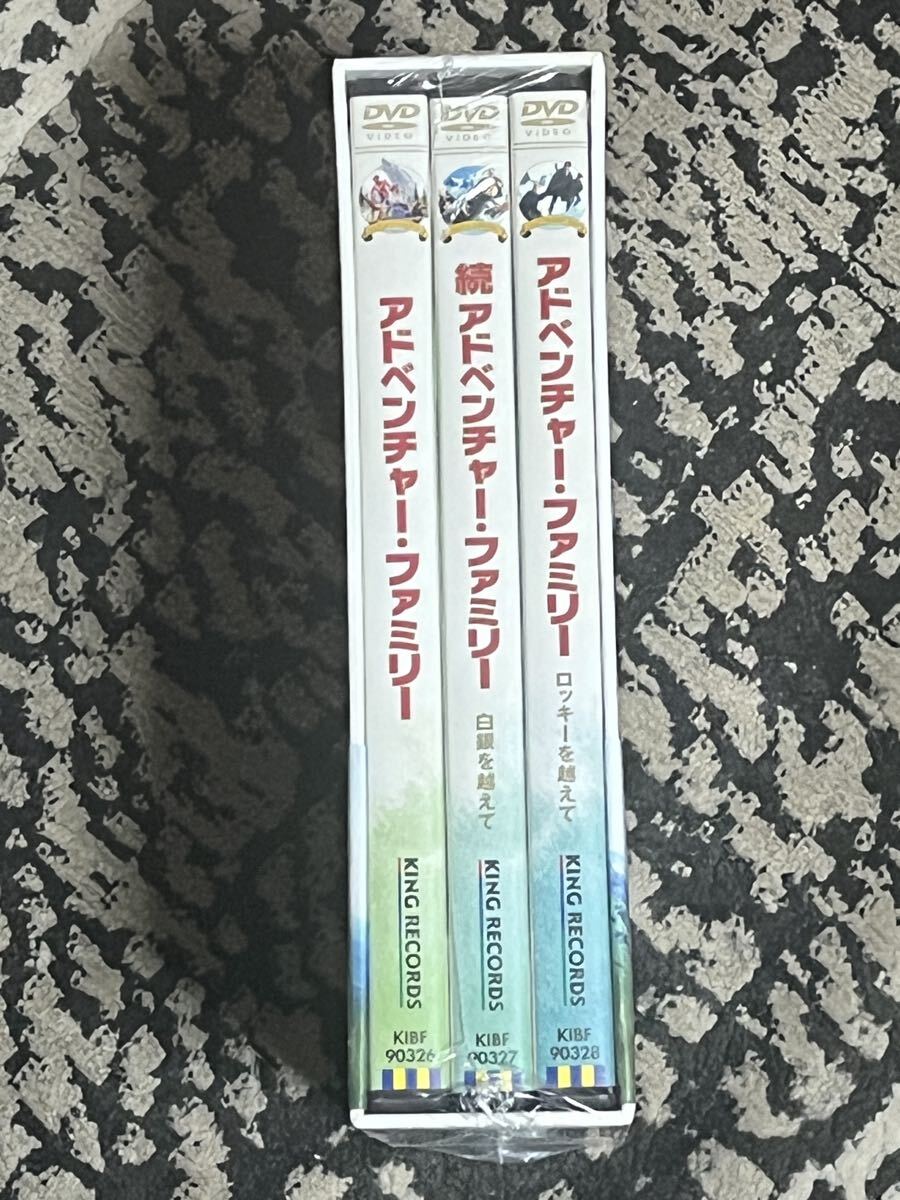 DVD
VIDEO
アドベンチャー・ファミリー
KING RECORDS
KIBF
90326
DVD
VIDEO
続 アドベンチャー・ファミリー
白銀を越えて
KING RECORDS
KIBF
90327
DVD
VIDEO
アドベンチャー・ファミリー
ロッキーを越えて
KING RECORDS
KIBF
90328